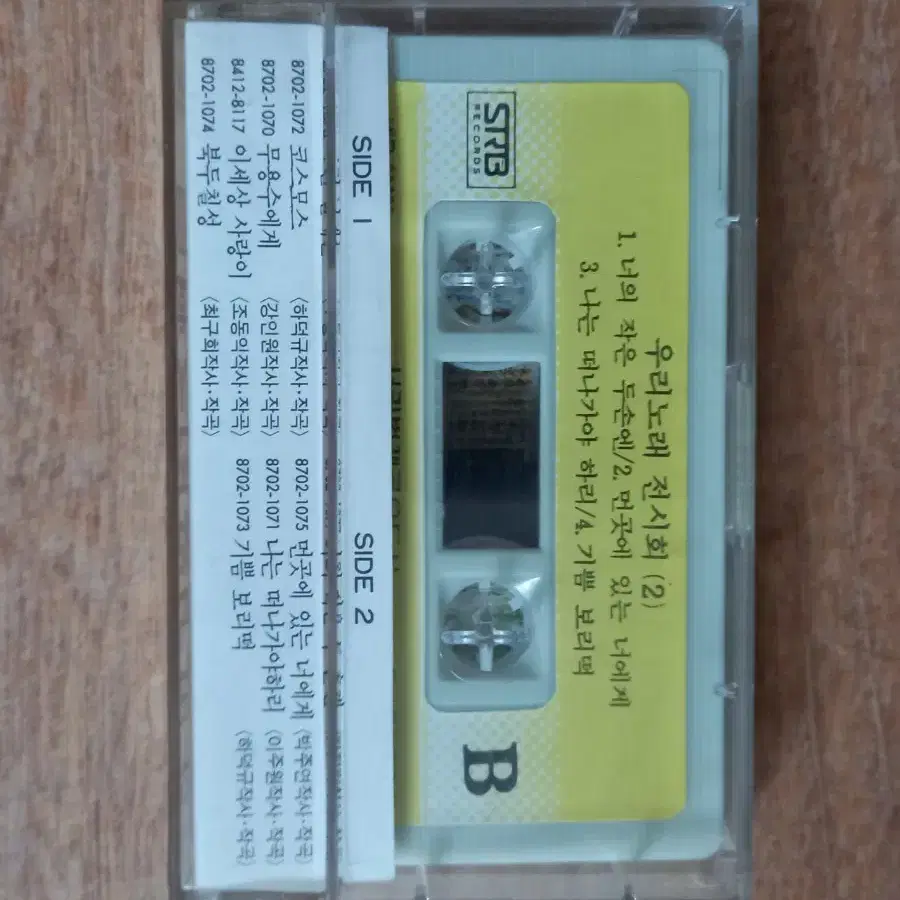 STRB
RECORDS
우리노래 전시회 (2)
1. 너의 작은 두손엔/2. 먼곳에 있는 너에게
3. 나는 떠나가야 하리/4. 기쁨 보리떡
B
SIDE 1
8702-1072 코스모스 〈하덕규작사·작곡〉
8702-1070 무용수에게 〈강인원작사·작곡〉
8412-8117 이세상 사랑이 〈조동익작사·작곡〉
8702-1074 북두칠성 〈최구희작사·작곡〉
SIDE 2
8702-1075 먼곳에 있는 너에게 〈박주연작사·작곡〉
8702-1071 나는 떠나가야하리 〈이주원작사·작곡〉
8702-1073 기쁨 보리떡 〈하덕규작사·작곡〉